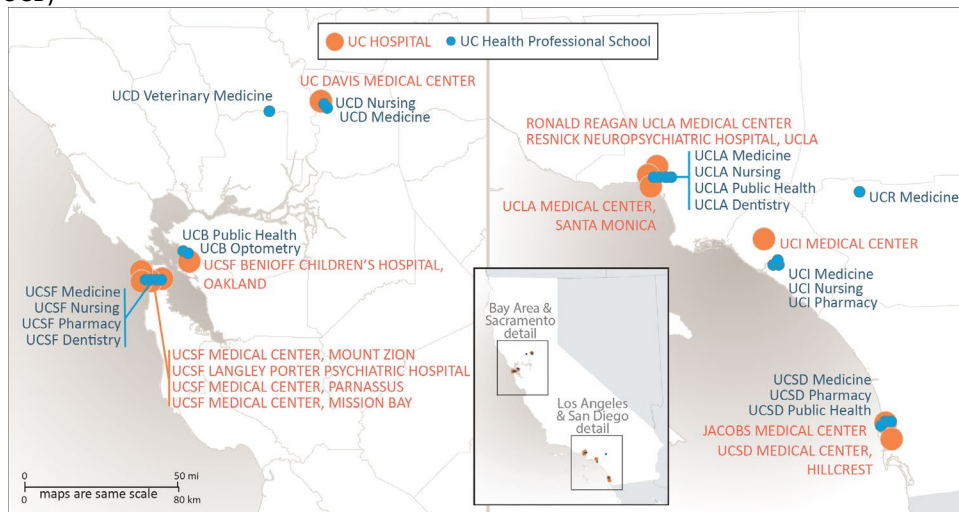 UCD)
UC HOSPITAL
UC Health Professional School
UC DAVIS MEDICAL CENTER
UCD Veterinary Medicine
UCD Nursing
UCD Medicine
UCB Public Health
UCB Optometry
UCSF BENIOFF CHILDREN'S HOSPITAL,
OAKLAND
UCSF Medicine
UCSF Nursing
UCSF Pharmacy
UCSF Dentistry
UCSF MEDICAL CENTER, MOUNT ZION
UCSF LANGLEY PORTER PSYCHIATRIC HOSPITAL
UCSF MEDICAL CENTER, PARNASSUS
UCSF MEDICAL CENTER, MISSION BAY
0
50 mi
maps are same scale
80 km
RONALD REAGAN UCLA MEDICAL CENTER
RESNICK NEUROPSYCHIATRIC HOSPITAL, UCLA
UCLA Medicine
UCLA Nursing
UCLA Public Health
UCLA Dentistry
UCLA MEDICAL CENTER,
SANTA MONICA
UCR Medicine
UCI MEDICAL CENTER
UCI Medicine
UCI Nursing
UCI Pharmacy
Bay Area &
Sacramento
detail
Los Angeles
& San Diego
detail
UCSD Medicine
UCSD Pharmacy
UCSD Public Health
JACOBS MEDICAL CENTER
UCSD MEDICAL CENTER,
HILLCREST